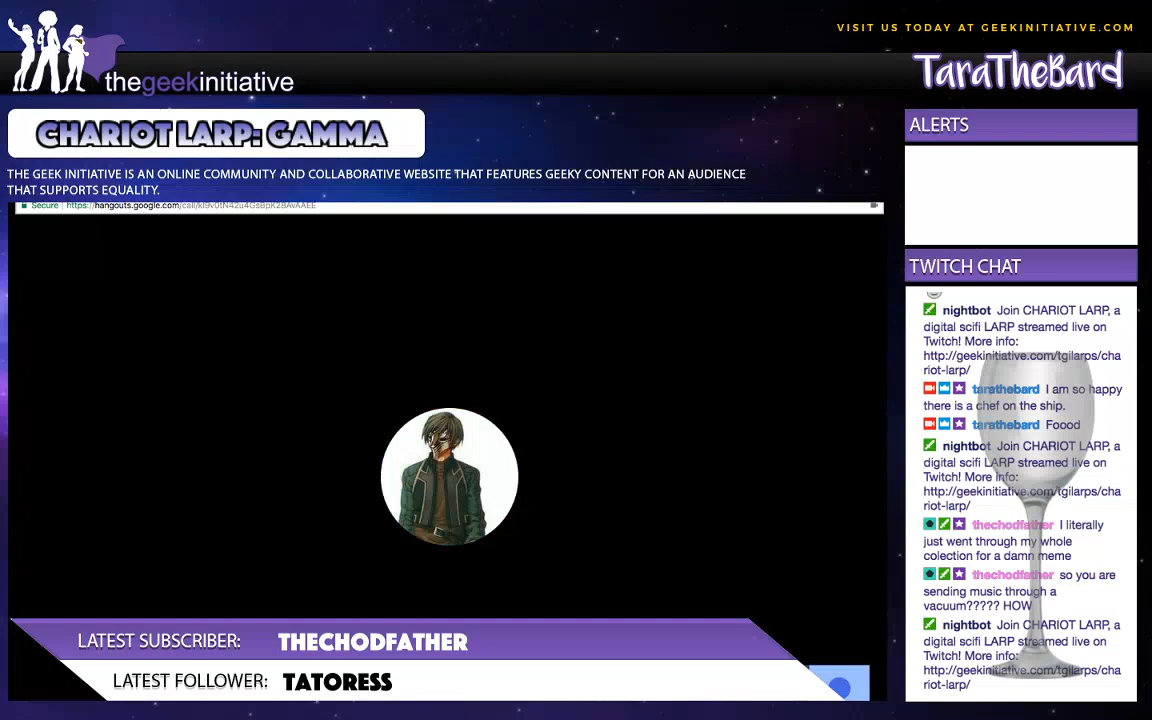 VISIT US TODAY AT GEEKINITIATIVE.COM
thegeekinitiative
TaraTheBard
CHARIOT LARP: GAMMA
THE GEEK INITIATIVE IS AN ONLINE COMMUNITY AND COLLABORATIVE WEBSITE THAT FEATURES GEEKY CONTENT FOR AN AUDIENCE
THAT SUPPORTS EQUALITY.
Secure https://hangouts.google.com/call/
ALERTS
TWITCH CHAT
nightbot Join CHARIOT LARP, a
digital scifi LARP streamed live on
Twitch! More info:
http://geekinitiative.com/tgilarps/cha
riot-larp/
tarathebard I am so happy
there is a chef on the ship.
tarathebard Foood
nightbot Join CHARIOT LARP, a
digital scifi LARP streamed live on
Twitch! More info:
http://geekinitiative.com/tgilarps/cha
riot-larp/
thechodfather I literally
just went through my whole
colection for a damn meme
thechodfather so you are
sending music through a
vacuum????? HOW
nightbot Join CHARIOT LARP, a
digital scifi LARP streamed live on
Twitch! More info:
http://geekinitiative.com/tgilarps/cha
riot-larp/
LATEST SUBSCRIBER: THECHODFATHER
LATEST FOLLOWER: TATORESS